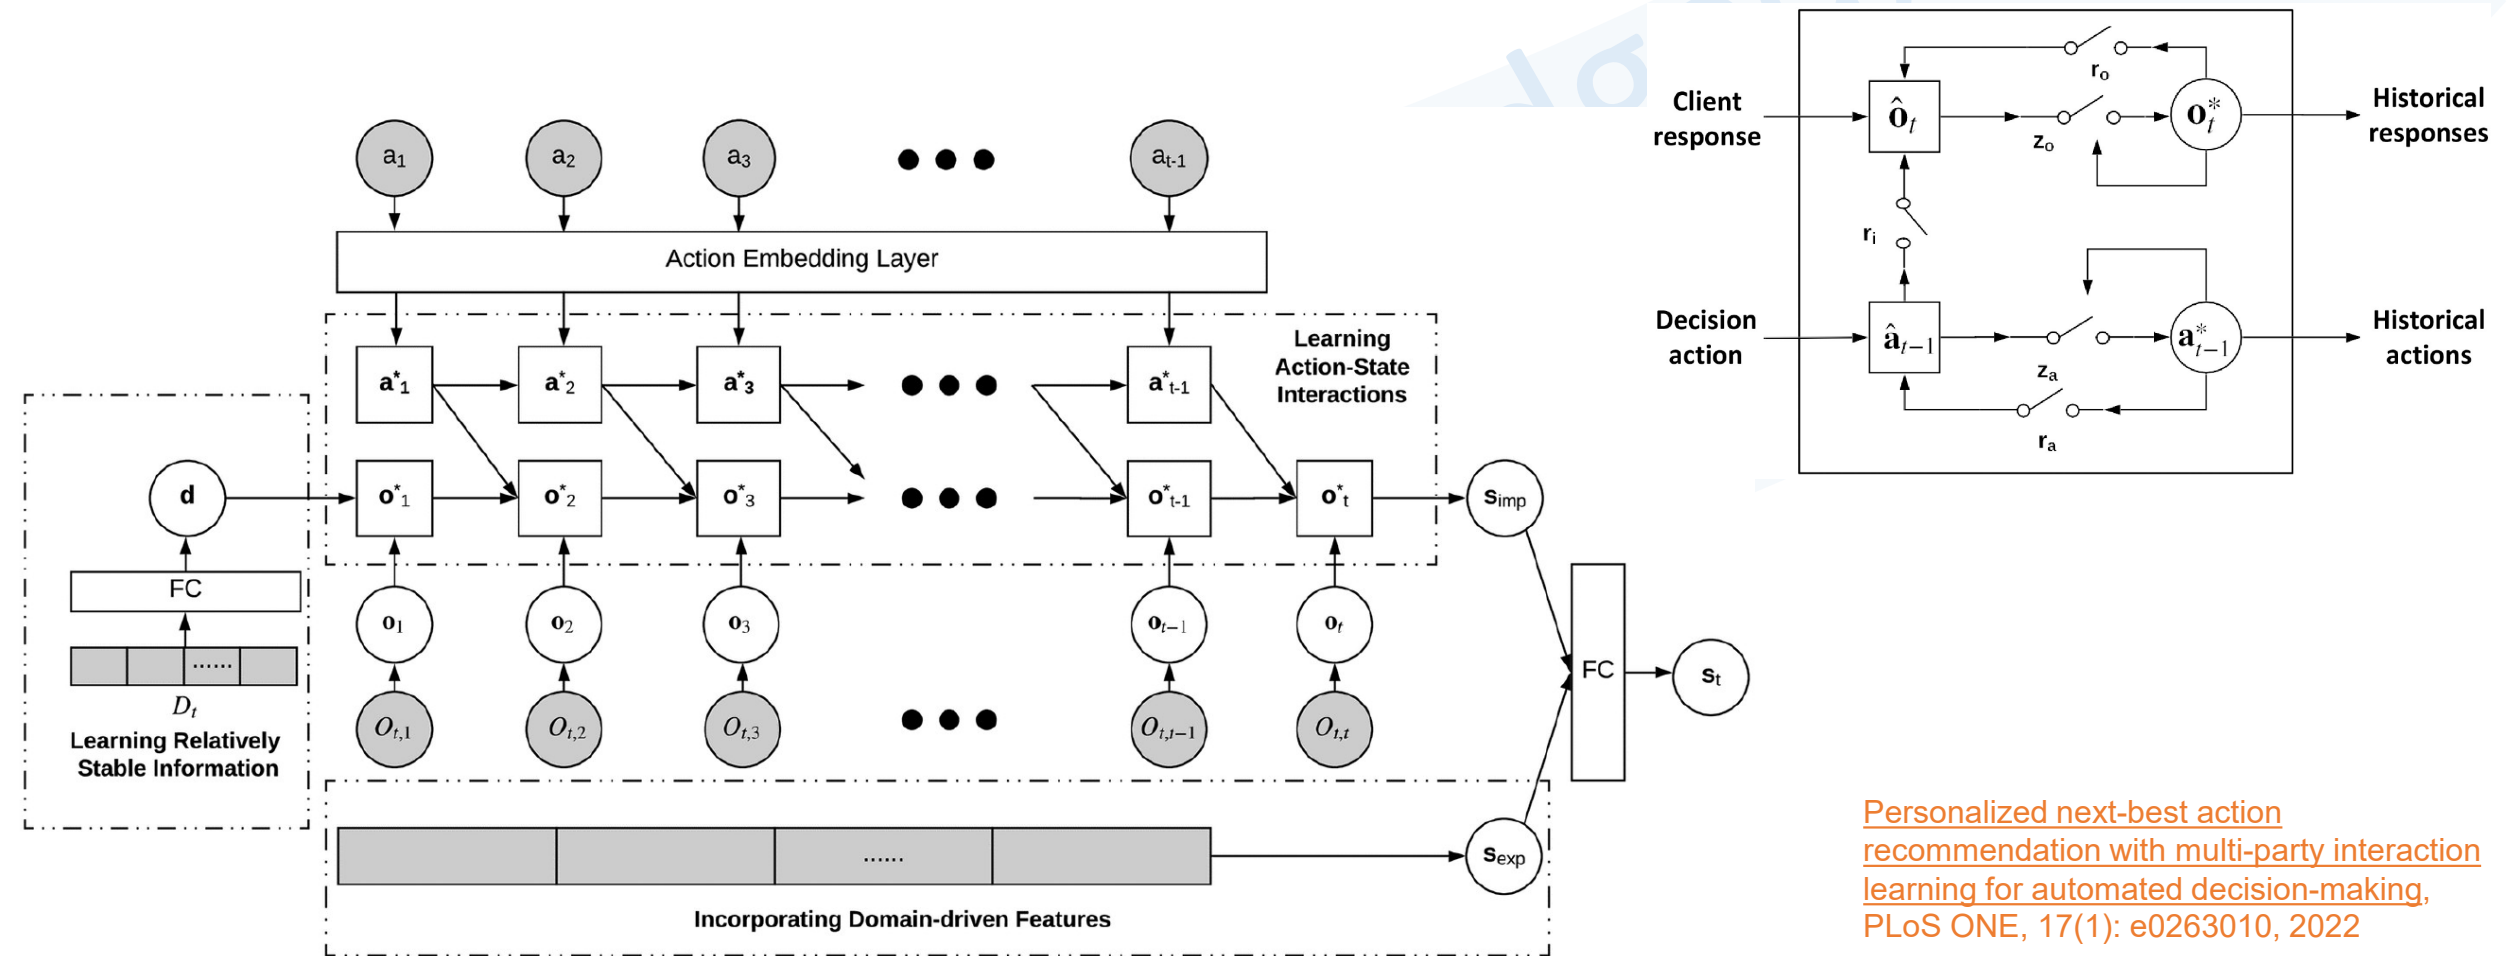 a1
a2
a3
at-1
Action Embedding Layer
Learning
Action-State
Interactions
a*1
a*2
a*3
a*t-1
d
o*1
o*2
o*3
o*t-1
o*t
simp
FC
o1
o2
o3
ot−1
ot
......
Dt
Learning Relatively
Stable Information
Ot,1
Ot,2
Ot,3
Ot,t−1
Ot,t
FC
st
......
sexp
Incorporating Domain-driven Features
Client
response
ôt
ro
zo
o*t
Historical
responses
ri
Decision
action
ât−1
za
ra
a*t−1
Historical
actions
Personalized next-best action
recommendation with multi-party interaction
learning for automated decision-making,
PLoS ONE, 17(1): e0263010, 2022